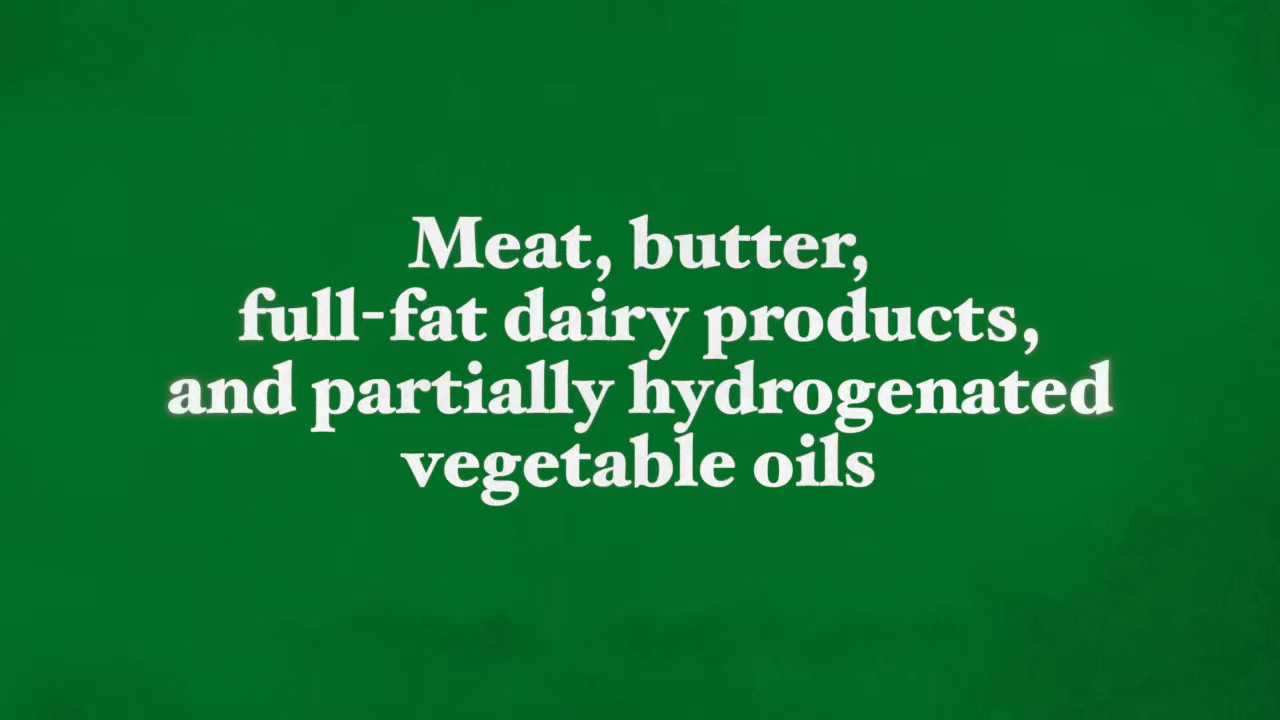 Meat, butter,
full-fat dairy products,
and partially hydrogenated
vegetable oils